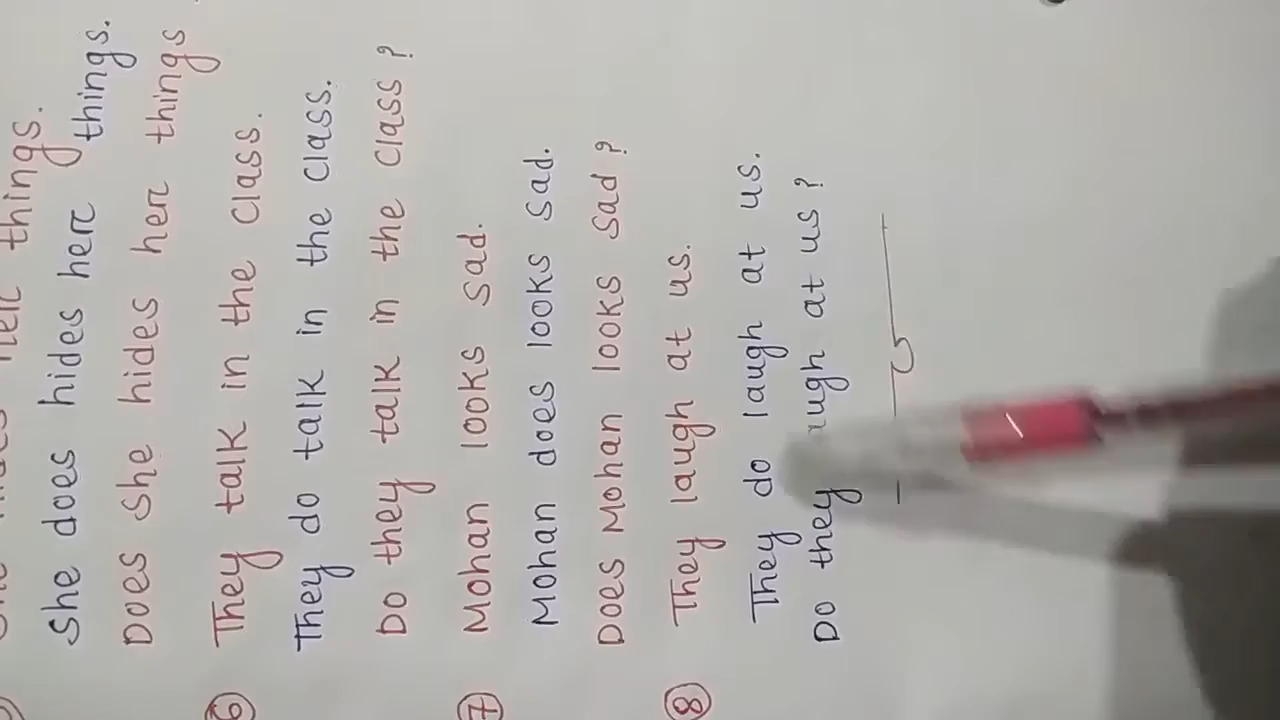 things.
She does hides her things.
Does she hides her things
⑥ They talk in the class.
They do talk in the class.
Do they talk in the class?
⑦ Mohan looks sad.
Mohan does looks sad.
Does Mohan looks sad?
⑧ They laugh at us.
They do laugh at us.
Do they at us?